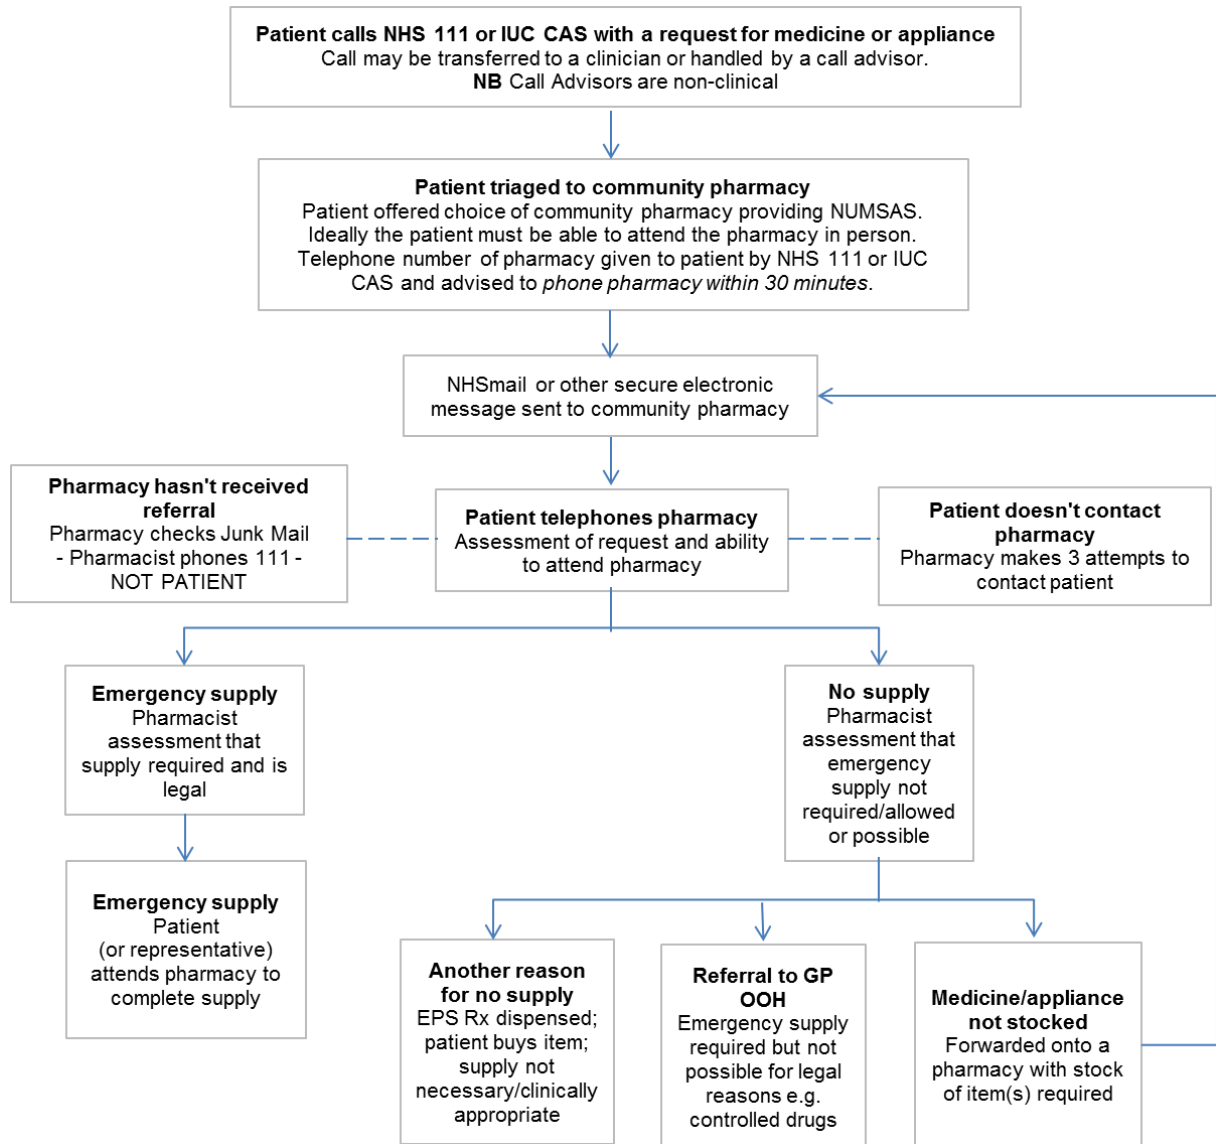 Patient calls NHS 111 or IUC CAS with a request for medicine or appliance
Call may be transferred to a clinician or handled by a call advisor.
NB Call Advisors are non-clinical
Patient triaged to community pharmacy
Patient offered choice of community pharmacy providing NUMSAS.
Ideally the patient must be able to attend the pharmacy in person.
Telephone number of pharmacy given to patient by NHS 111 or IUC
CAS and advised to phone pharmacy within 30 minutes.
NHSmail or other secure electronic
message sent to community pharmacy
Pharmacy hasn't received
referral
Pharmacy checks Junk Mail
- Pharmacist phones 111 -
NOT PATIENT
Patient telephones pharmacy
Assessment of request and ability
to attend pharmacy
Patient doesn't contact
pharmacy
Pharmacy makes 3 attempts to
contact patient
Emergency supply
Pharmacist
assessment that
supply required and is
legal
No supply
Pharmacist
assessment that
emergency
supply not
required/allowed
or possible
Emergency supply
Patient
(or representative)
attends pharmacy to
complete supply
Another reason
for no supply
EPS Rx dispensed;
patient buys item;
supply not
necessary/clinically
appropriate
Referral to GP
OOH
Emergency supply
required but not
possible for legal
reasons e.g.
controlled drugs
Medicine/appliance
not stocked
Forwarded onto a
pharmacy with stock
of item(s) required